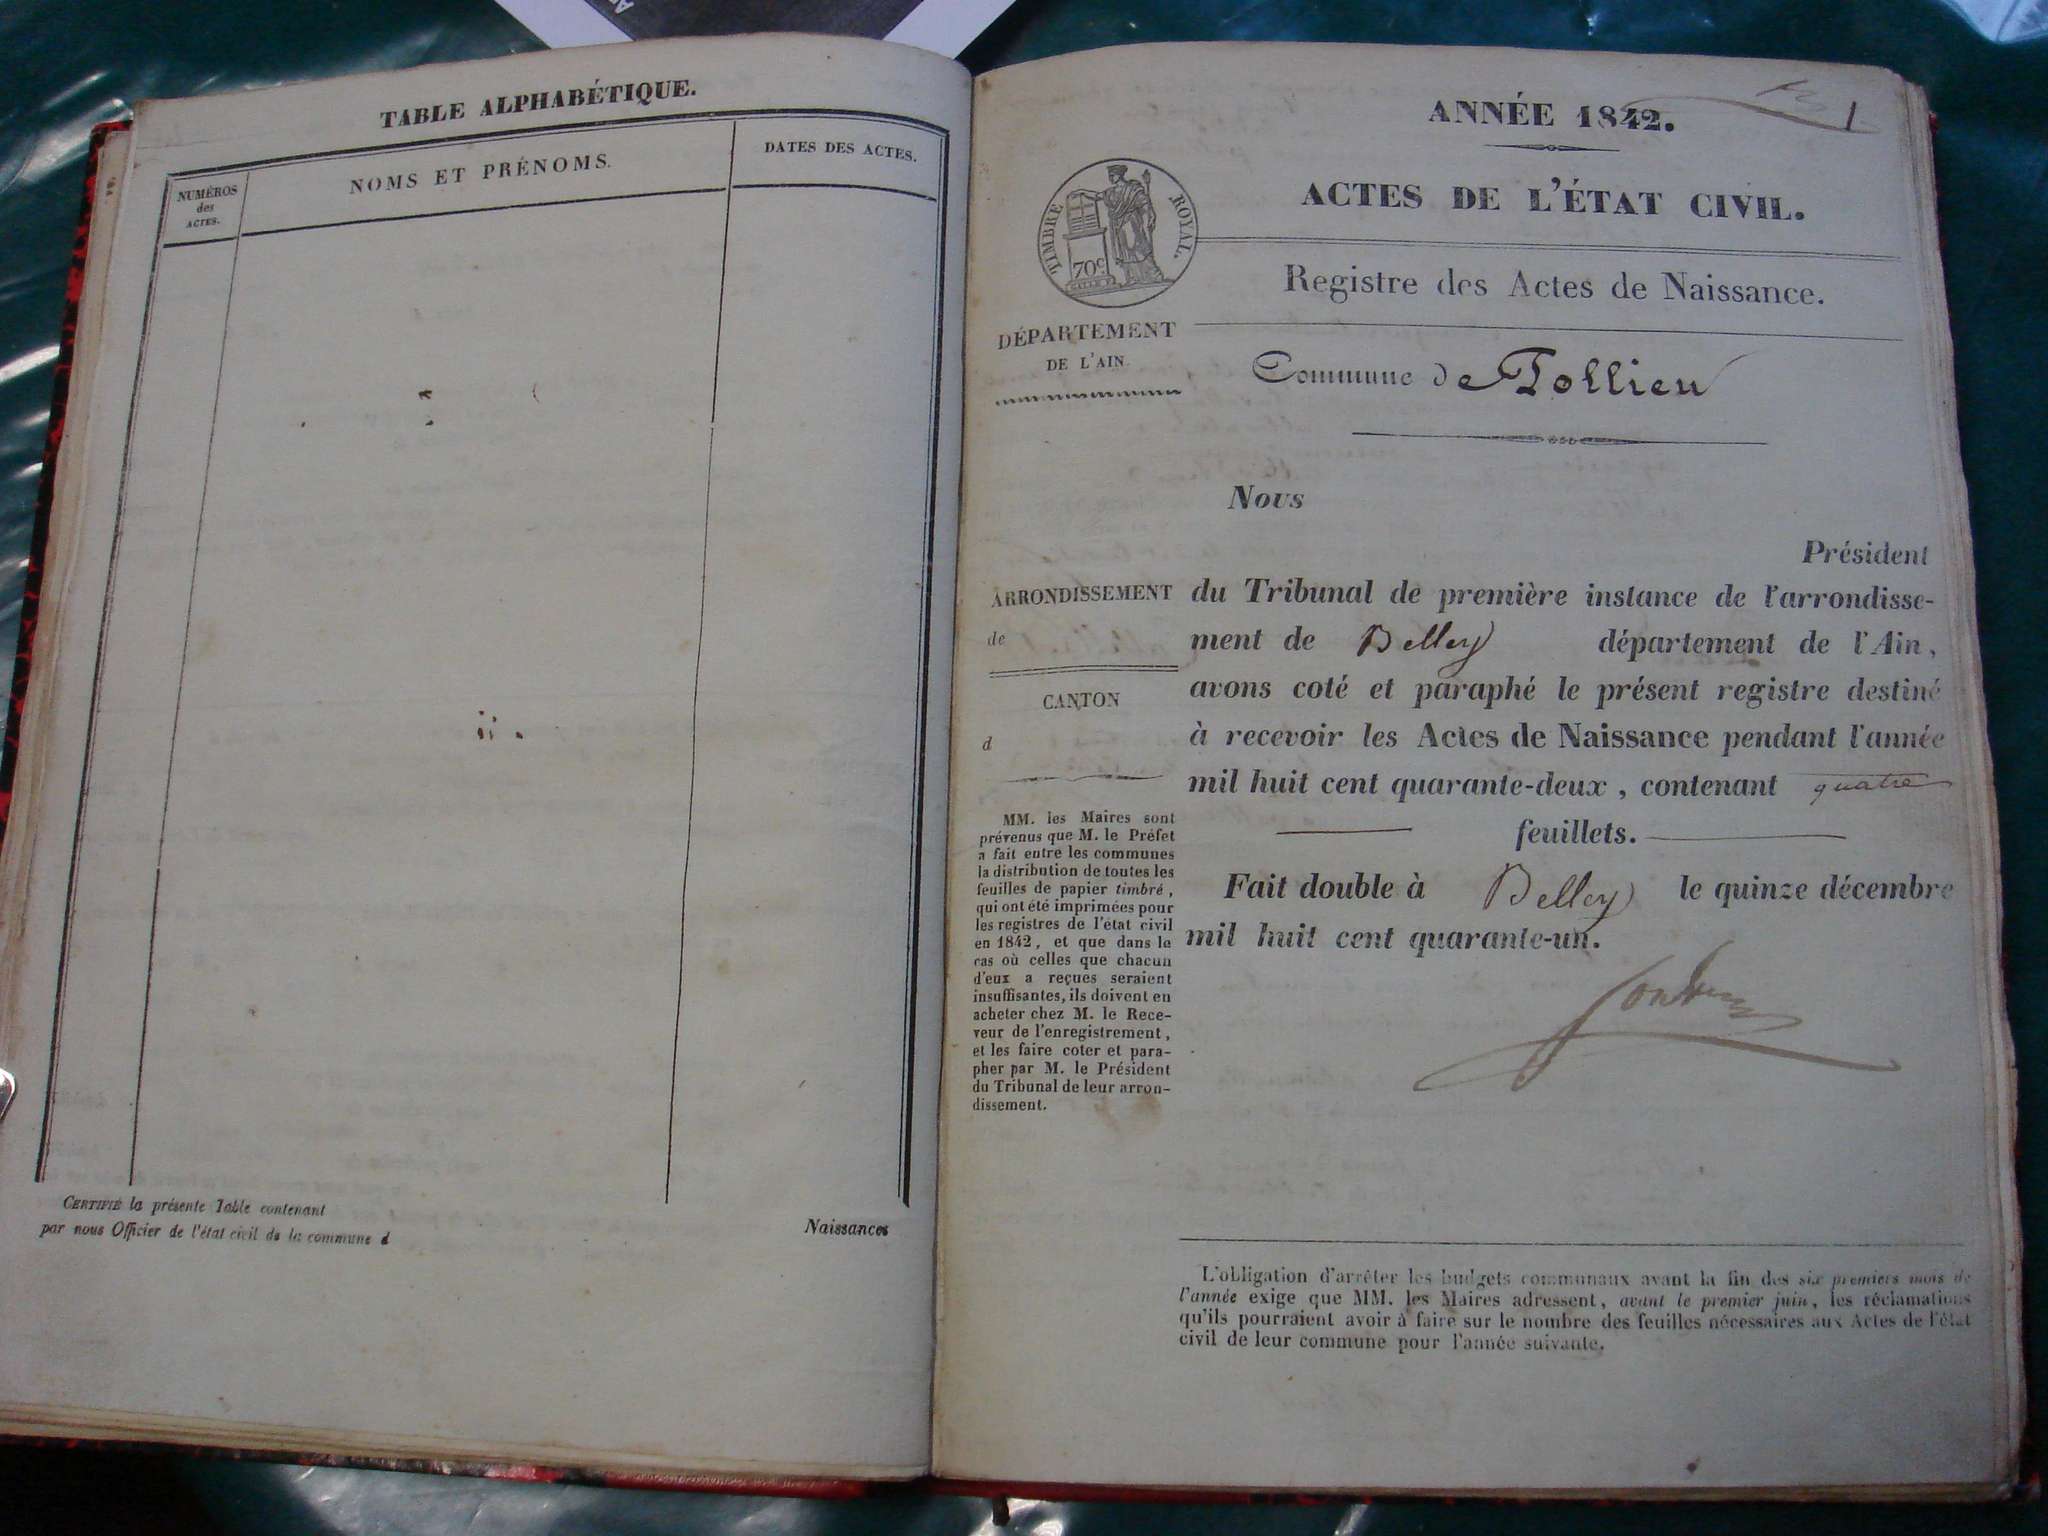 TABLE ALPHABÉTIQUE.
NUMÉROS
des
ACTES.
NOMS ET PRÉNOMS.
DATES DES ACTES.
CERTIFIÉ la présente Table contenant
Naissances
par nous Officier de l'état civil de la commune d
1
ANNÉE 1842.
ACTES DE L'ÉTAT CIVIL.
TIMBRE ROYAL.
70c
Registre des Actes de Naissance.
DÉPARTEMENT
DE L'AIN.
Commune de Pollieu
Nous
Président
ARRONDISSEMENT
de
CANTON
d
du Tribunal de première instance de l'arrondisse-
ment de Belley département de l'Ain,
avons coté et paraphé le présent registre destiné
à recevoir les Actes de Naissance pendant l'année
mil huit cent quarante-deux, contenant quatre
feuillets.
Fait double à Belley le quinze décembre
mil huit cent quarante-un.
MM. les Maires sont
prévenus que M. le Préfet
a fait entre les communes
la distribution de toutes les
feuilles de papier timbré,
qui ont été imprimées pour
les registres de l'état civil
en 1842, et que dans le
cas où celles que chacun
d'eux a reçues seraient
insuffisantes, ils doivent en
acheter chez M. le Rece-
veur de l'enregistrement,
et les faire coter et para-
pher par M. le Président
du Tribunal de leur arron-
dissement.
L'obligation d'arrêter les budgets communaux avant la fin des six premiers mois de
l'année exige que MM. les Maires adressent, avant le premier juin, les réclamations
qu'ils pourraient avoir à faire sur le nombre des feuilles nécessaires aux Actes de l'état
civil de leur commune pour l'année suivante.